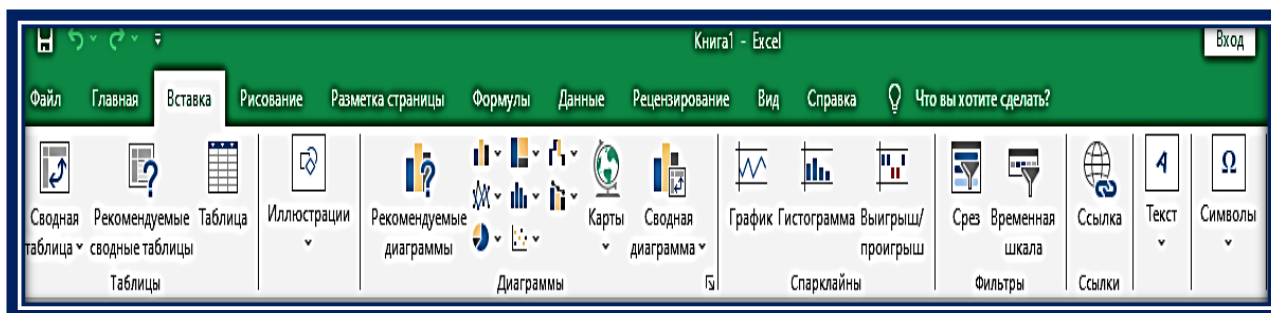 Книга1 - Excel
Вход
Файл Главная Вставка Рисование Разметка страницы Формулы Данные Рецензирование Вид Справка Что вы хотите сделать?
Сводная Рекомендуемые Таблица Иллюстрации Рекомендуемые Карты Сводная График Гистограмма Выигрыш/ Срез Временная Ссылка Текст Символы
таблица сводные таблицы диаграммы диаграмма проигрыш шкала
Таблицы Диаграммы Спарклайны Фильтры Ссылки